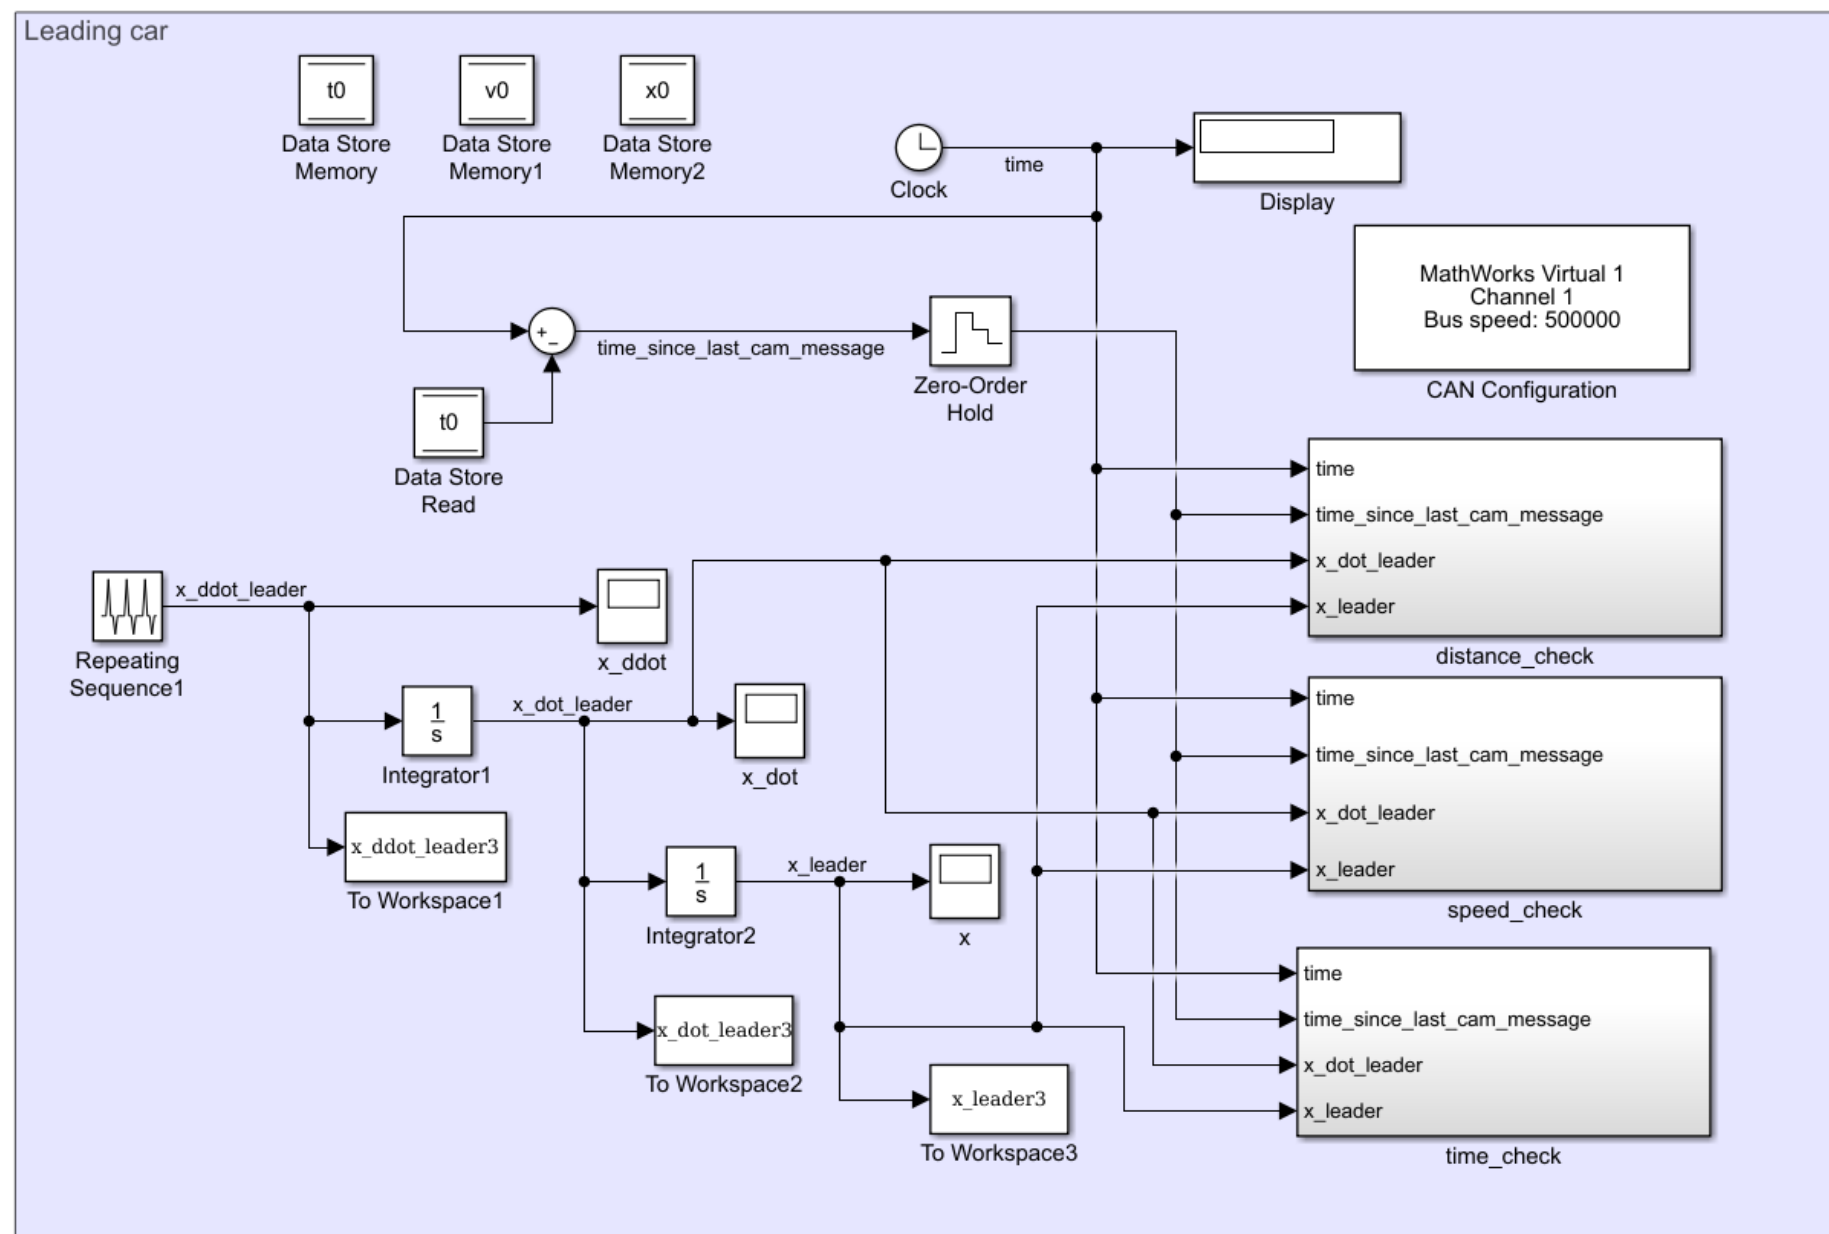 Leading car
t0
v0
x0
Data Store
Memory
Data Store
Memory1
Data Store
Memory2
Clock
time
Display
MathWorks Virtual 1
Channel 1
Bus speed: 500000
CAN Configuration
+
−
time_since_last_cam_message
Zero-Order
Hold
t0
Data Store
Read
time
time_since_last_cam_message
x_dot_leader
x_leader
distance_check
x_ddot_leader
Repeating
Sequence1
x_ddot
1
s
Integrator1
x_dot_leader
x_dot
time
time_since_last_cam_message
x_dot_leader
x_leader
speed_check
x_ddot_leader3
To Workspace1
1
s
Integrator2
x_leader
x
x_dot_leader3
To Workspace2
x_leader3
To Workspace3
time
time_since_last_cam_message
x_dot_leader
x_leader
time_check